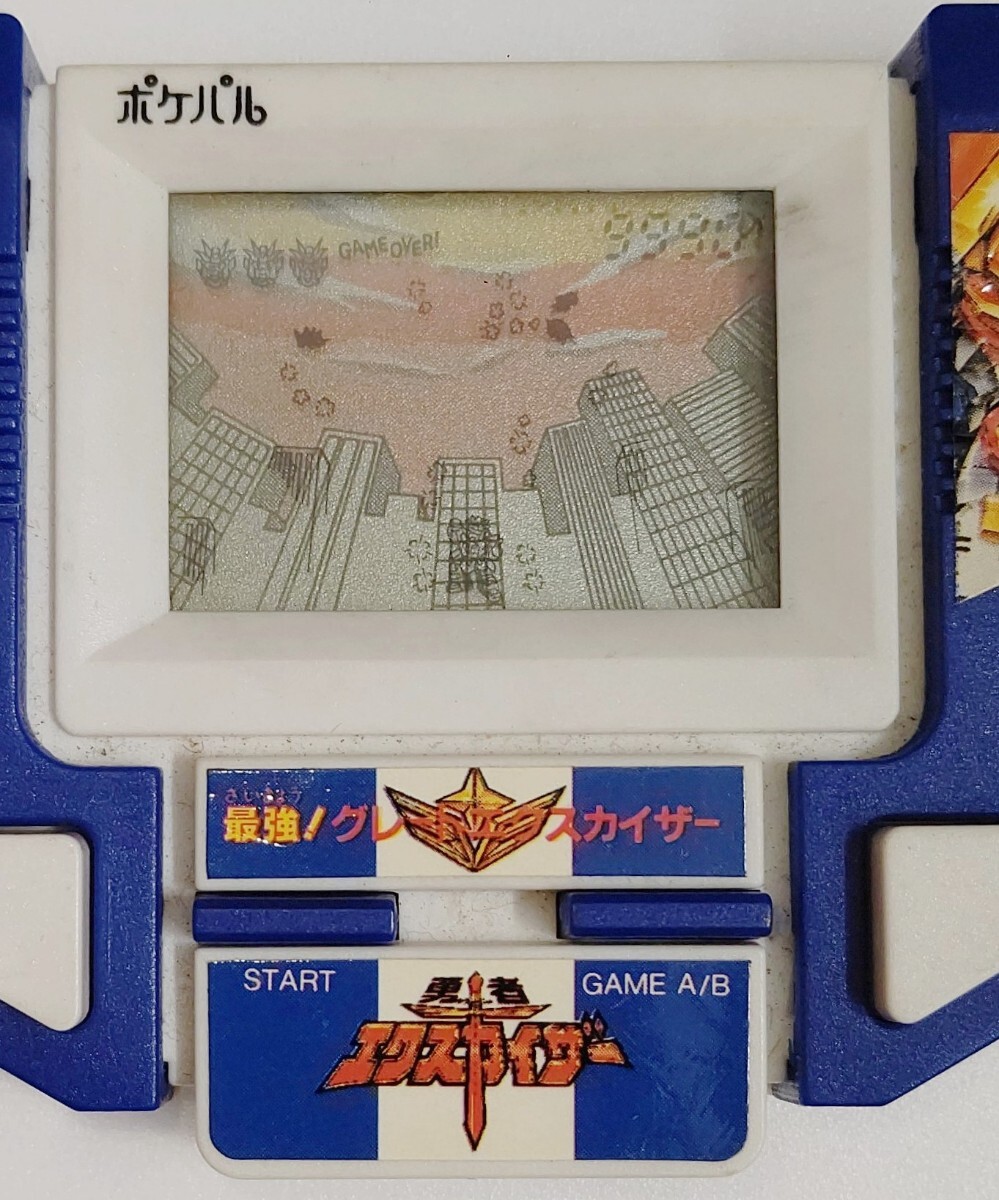 ポケパル
GAME OVER!
さいきょう
最強!グレートエクスカイザー
START
GAME A/B
勇者
エクスカイザー